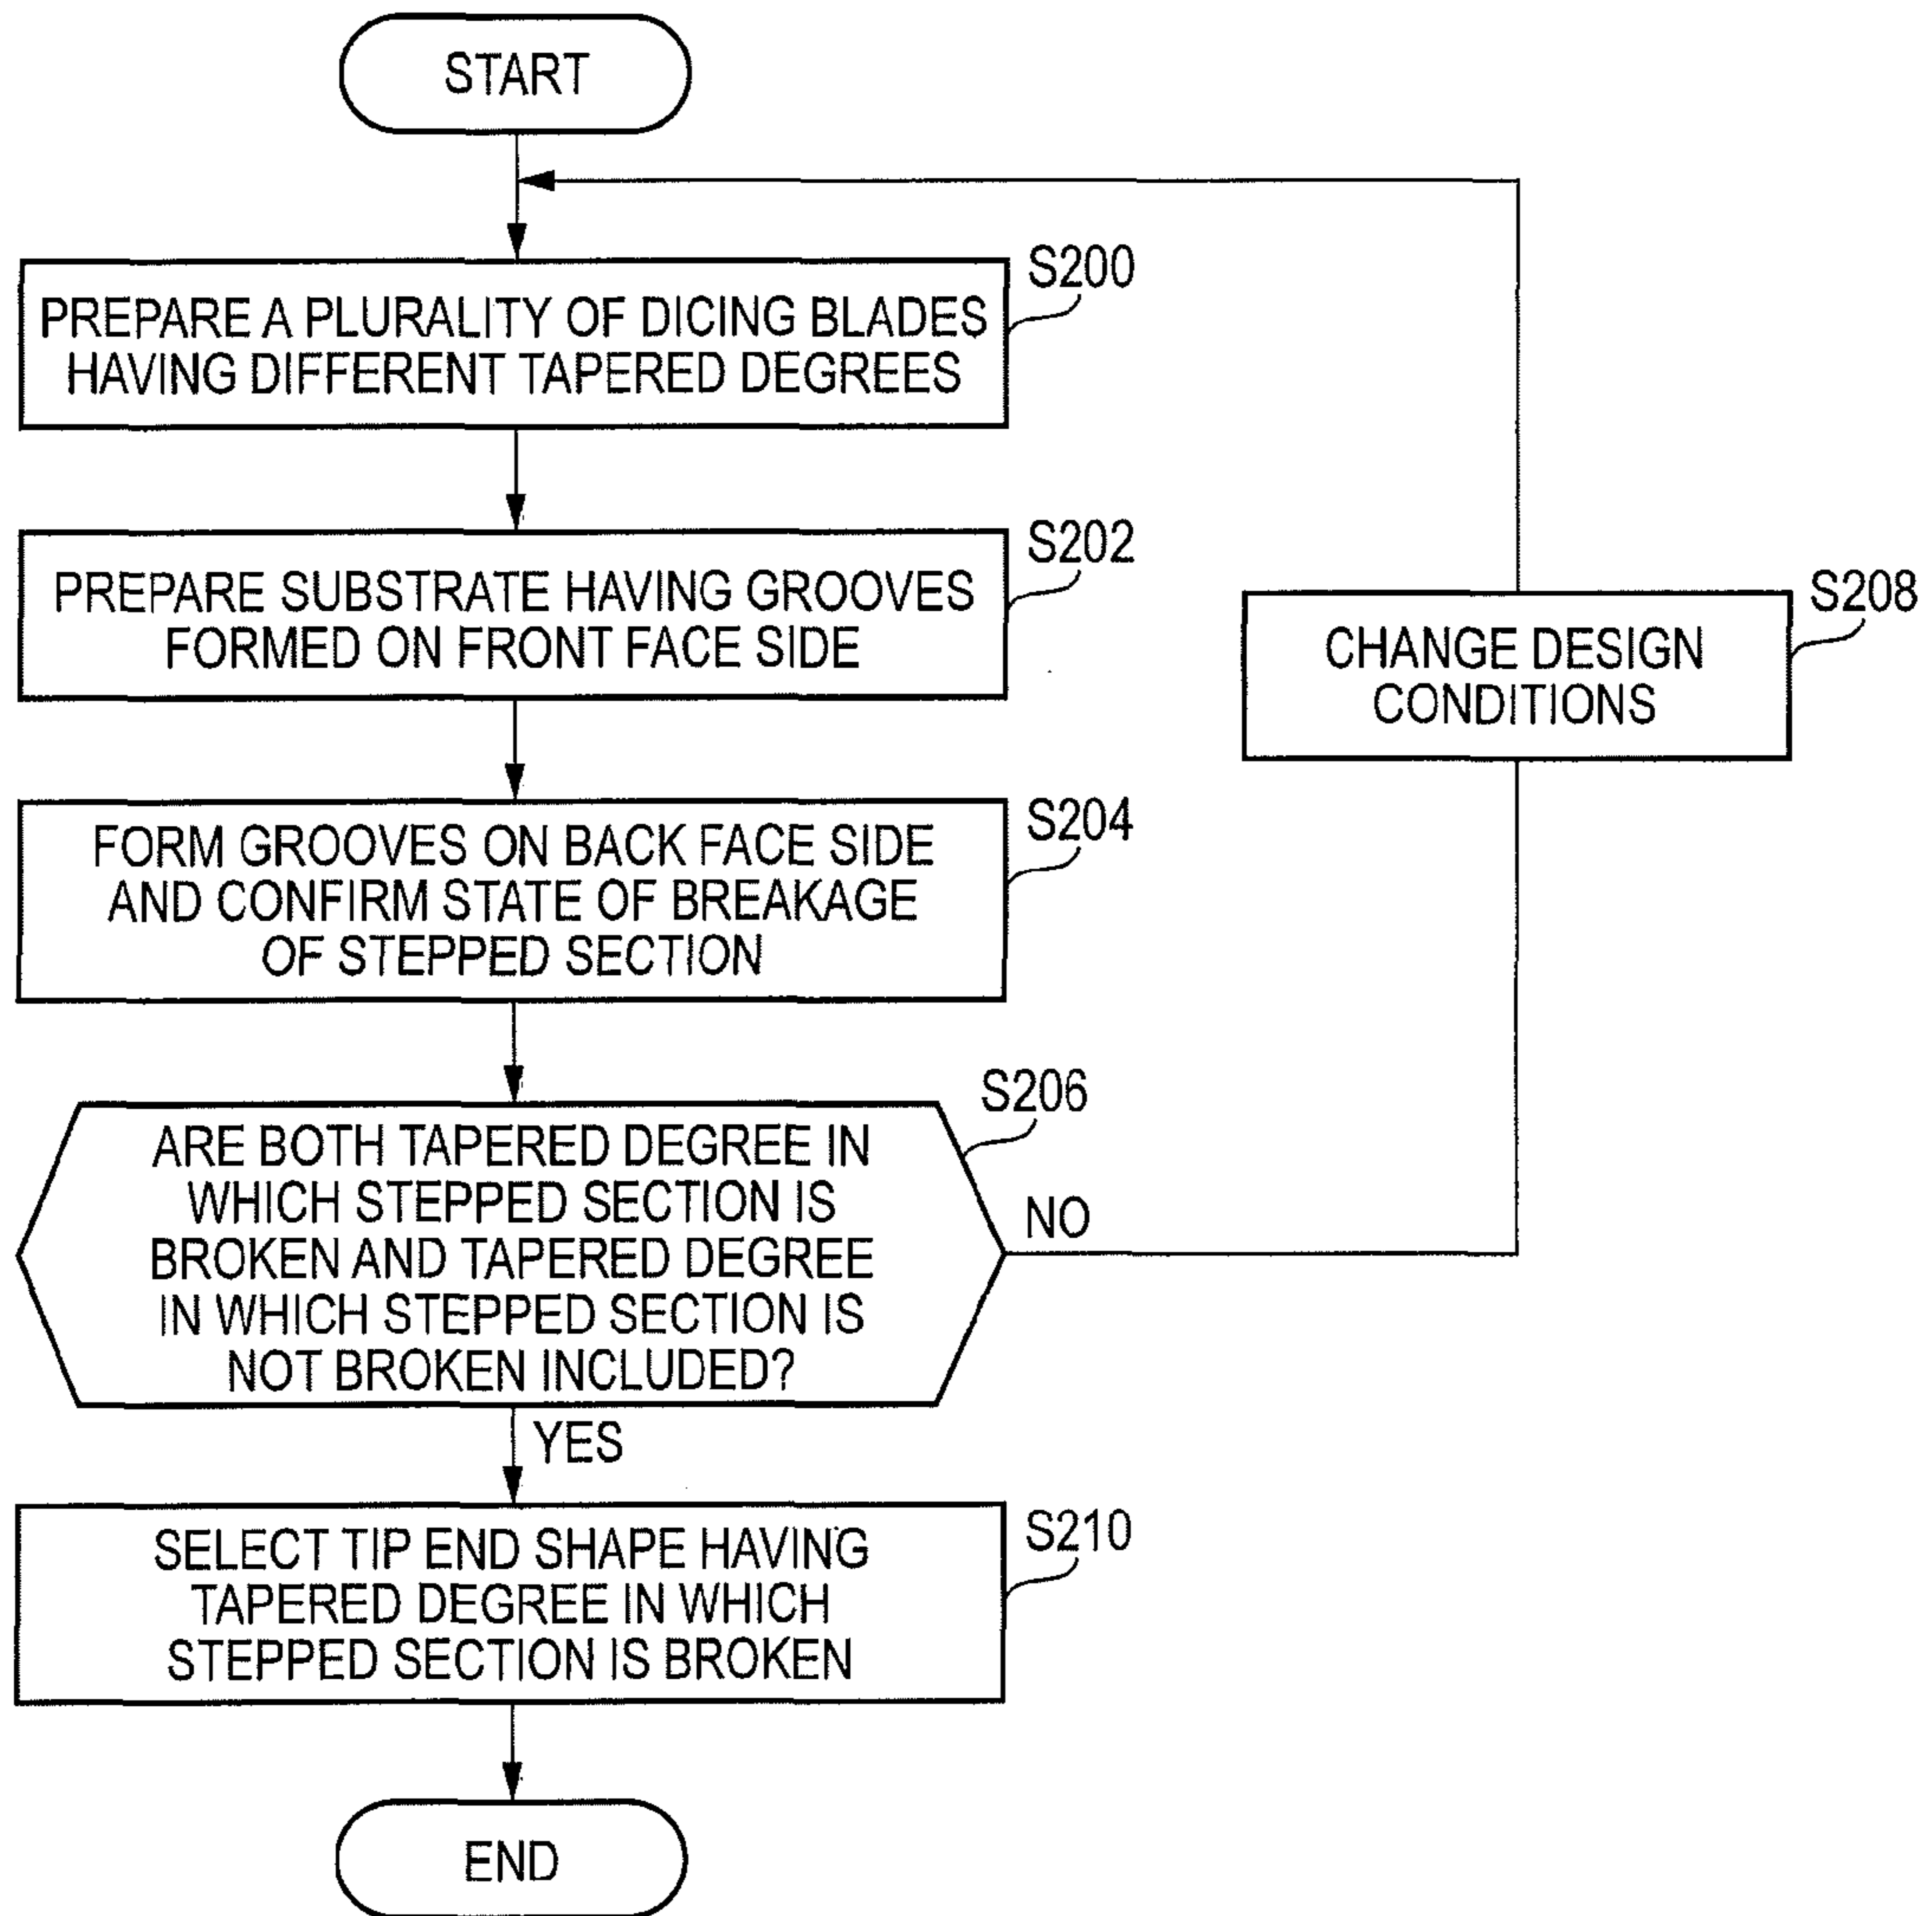 START
S200
PREPARE A PLURALITY OF DICING BLADES
HAVING DIFFERENT TAPERED DEGREES
S202
PREPARE SUBSTRATE HAVING GROOVES
FORMED ON FRONT FACE SIDE
S208
CHANGE DESIGN
CONDITIONS
S204
FORM GROOVES ON BACK FACE SIDE
AND CONFIRM STATE OF BREAKAGE
OF STEPPED SECTION
S206
ARE BOTH TAPERED DEGREE IN
WHICH STEPPED SECTION IS
BROKEN AND TAPERED DEGREE
IN WHICH STEPPED SECTION IS
NOT BROKEN INCLUDED?
NO
YES
S210
SELECT TIP END SHAPE HAVING
TAPERED DEGREE IN WHICH
STEPPED SECTION IS BROKEN
END